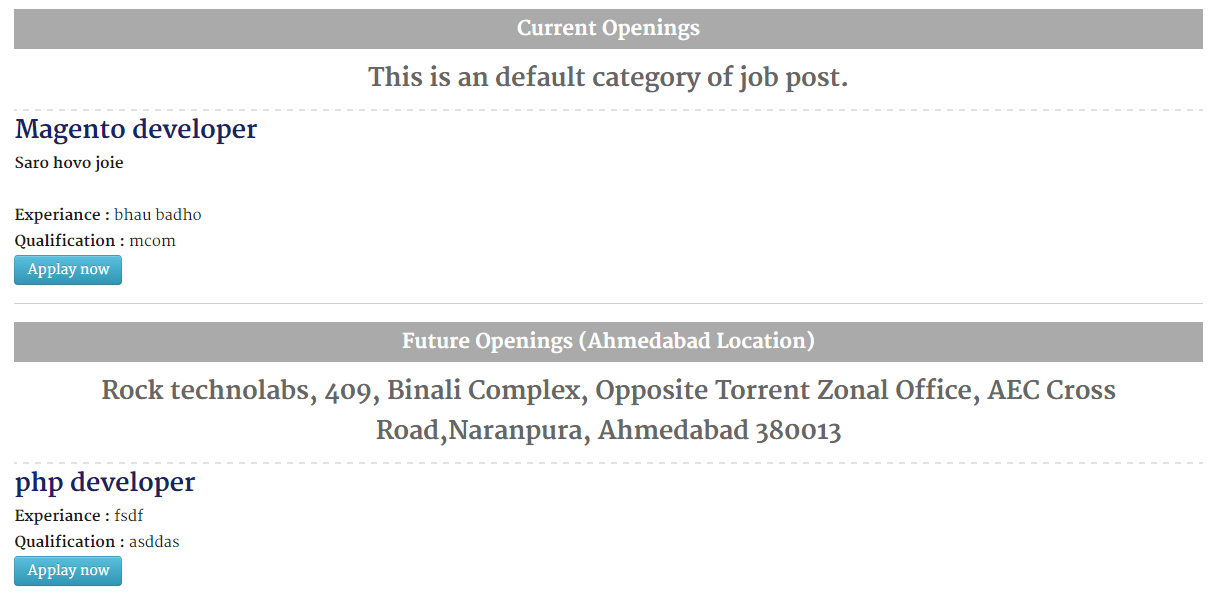 Current Openings
This is an default category of job post.
Magento developer
Saro hovo joie
Experiance : bhau badho
Qualification : mcom
Applay now
Future Openings (Ahmedabad Location)
Rock technolabs, 409, Binali Complex, Opposite Torrent Zonal Office, AEC Cross
Road,Naranpura, Ahmedabad 380013
php developer
Experiance : fsdf
Qualification : asddas
Applay now